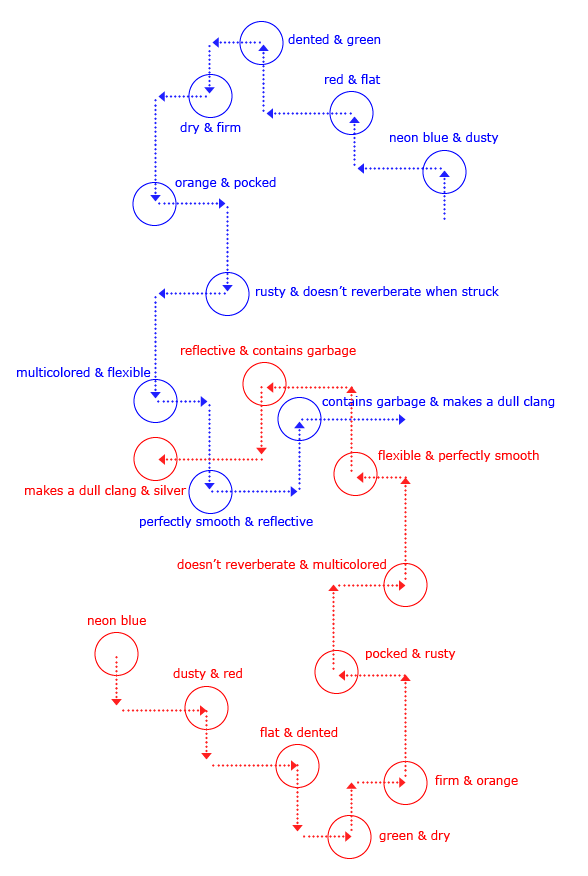 dented & green
red & flat
dry & firm
neon blue & dusty
orange & pocked
rusty & doesn’t reverberate when struck
reflective & contains garbage
multicolored & flexible
contains garbage & makes a dull clang
flexible & perfectly smooth
makes a dull clang & silver
perfectly smooth & reflective
doesn’t reverberate & multicolored
neon blue
pocked & rusty
dusty & red
flat & dented
firm & orange
green & dry